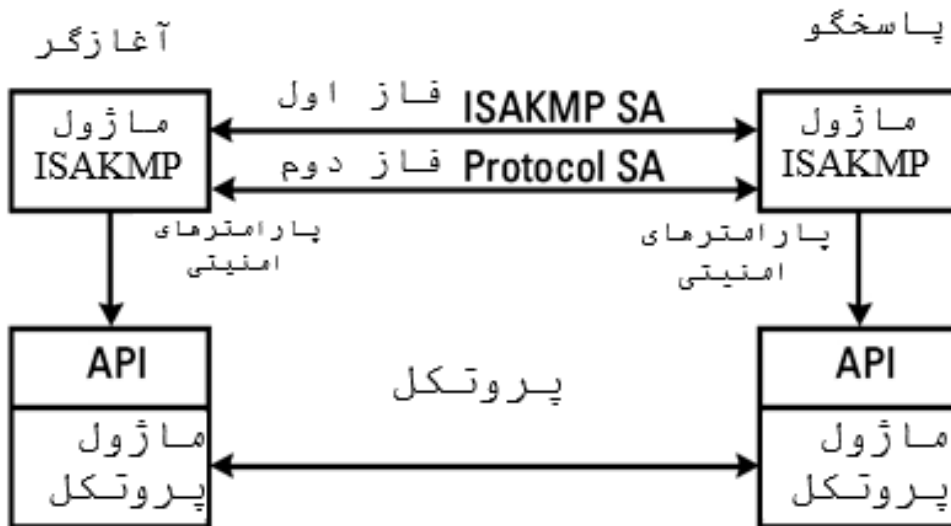 آغازگر
پاسخگو
ماژول
ISAKMP
فاز اول ISAKMP SA
فاز دوم Protocol SA
ماژول
ISAKMP
پارامترهای
امنیتی
پارامترهای
امنیتی
API
ماژول
پروتکل
پروتکل
API
ماژول
پروتکل